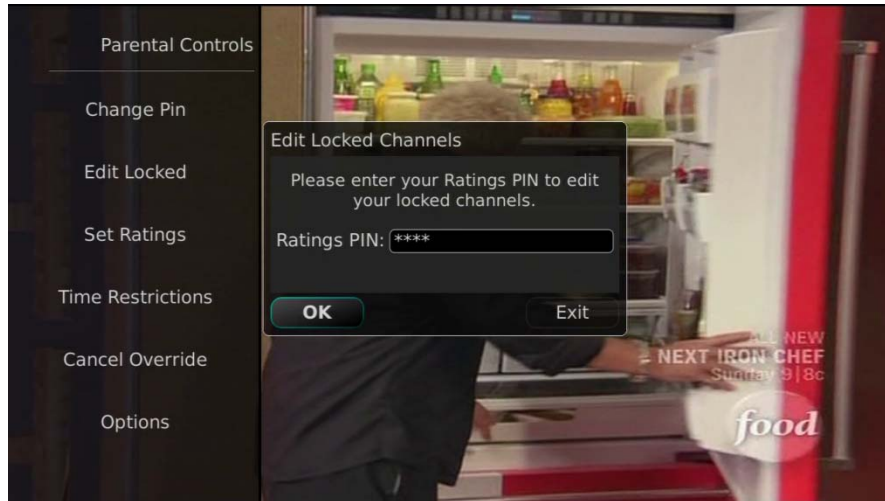 Parental Controls
Change Pin
Edit Locked
Set Ratings
Time Restrictions
Cancel Override
Options
Edit Locked Channels
Please enter your Ratings PIN to edit
your locked channels.
Ratings PIN: ****
OK
Exit
ALL NEW
NEXT IRON CHEF
Sunday 9|8c
food